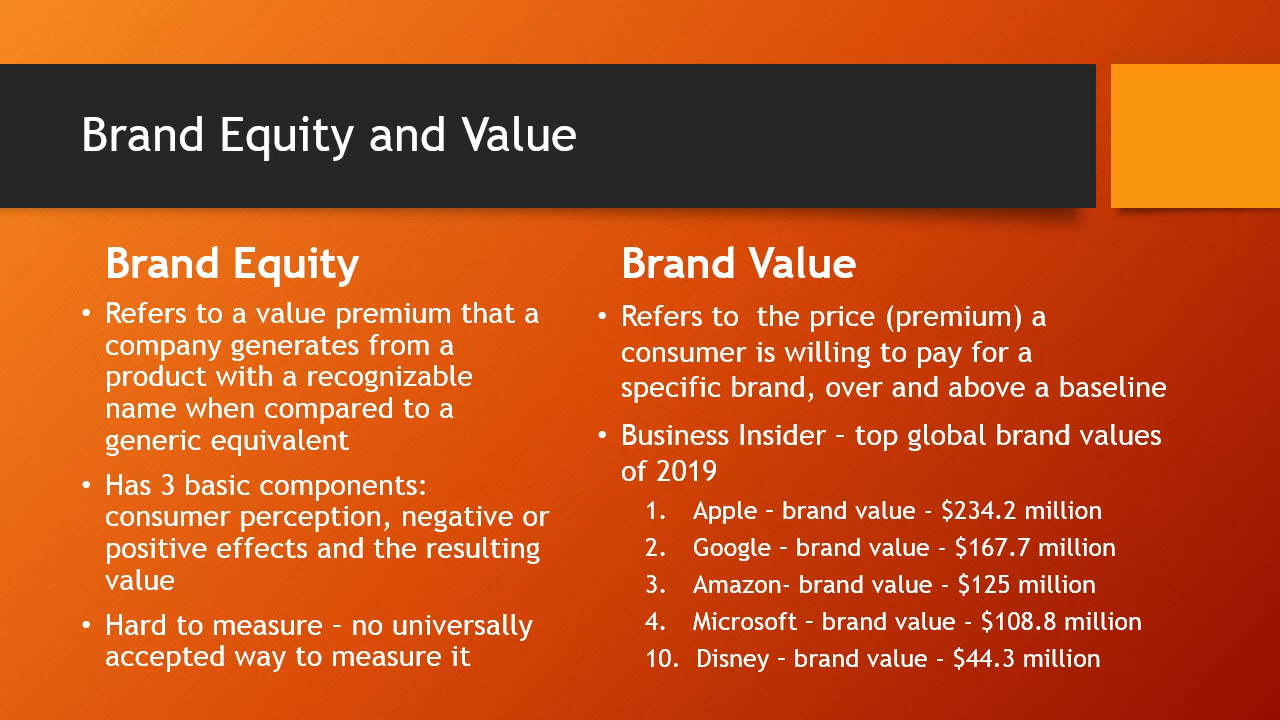 Brand Equity and Value
Brand Equity
• Refers to a value premium that a
company generates from a
product with a recognizable
name when compared to a
generic equivalent
• Has 3 basic components:
consumer perception, negative or
positive effects and the resulting
value
• Hard to measure – no universally
accepted way to measure it
Brand Value
• Refers to  the price (premium) a
consumer is willing to pay for a
specific brand, over and above a baseline
• Business Insider – top global brand values
of 2019
1. Apple – brand value - $234.2 million
2. Google – brand value - $167.7 million
3. Amazon- brand value - $125 million
4. Microsoft – brand value - $108.8 million
10. Disney – brand value - $44.3 million